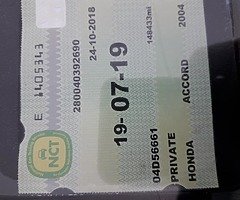 E 1405343
NCT
280040392690
24-10-2018
19-07-19
148433mi
04D56661
PRIVATE
HONDA ACCORD 2004